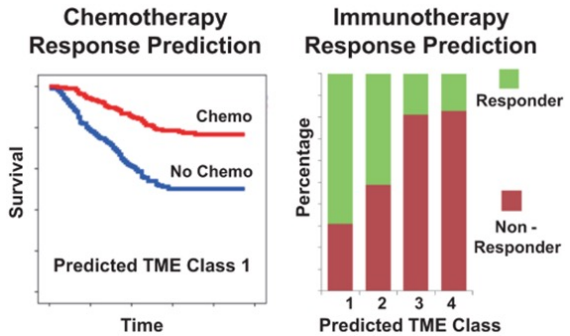 Chemotherapy
Response Prediction
Survival
Chemo
No Chemo
Predicted TME Class 1
Time
Immunotherapy
Response Prediction
Percentage
Responder
Non -
Responder
1 2 3 4
Predicted TME Class